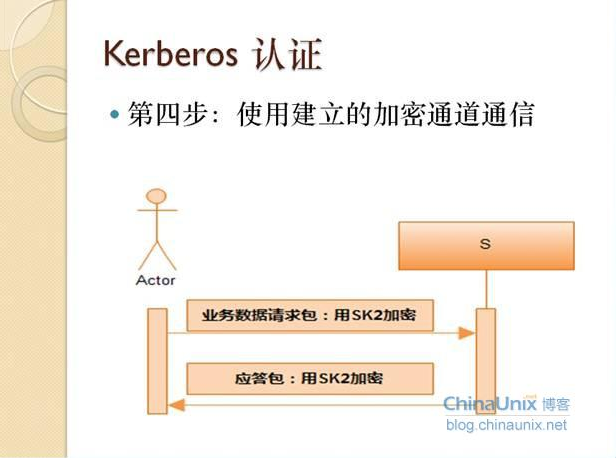 Kerberos 认证
第四步：使用建立的加密通道通信
S
Actor
业务数据请求包：用SK2加密
应答包：用SK2加密
ChinaUnix.net 博客
blog.chinaunix.net